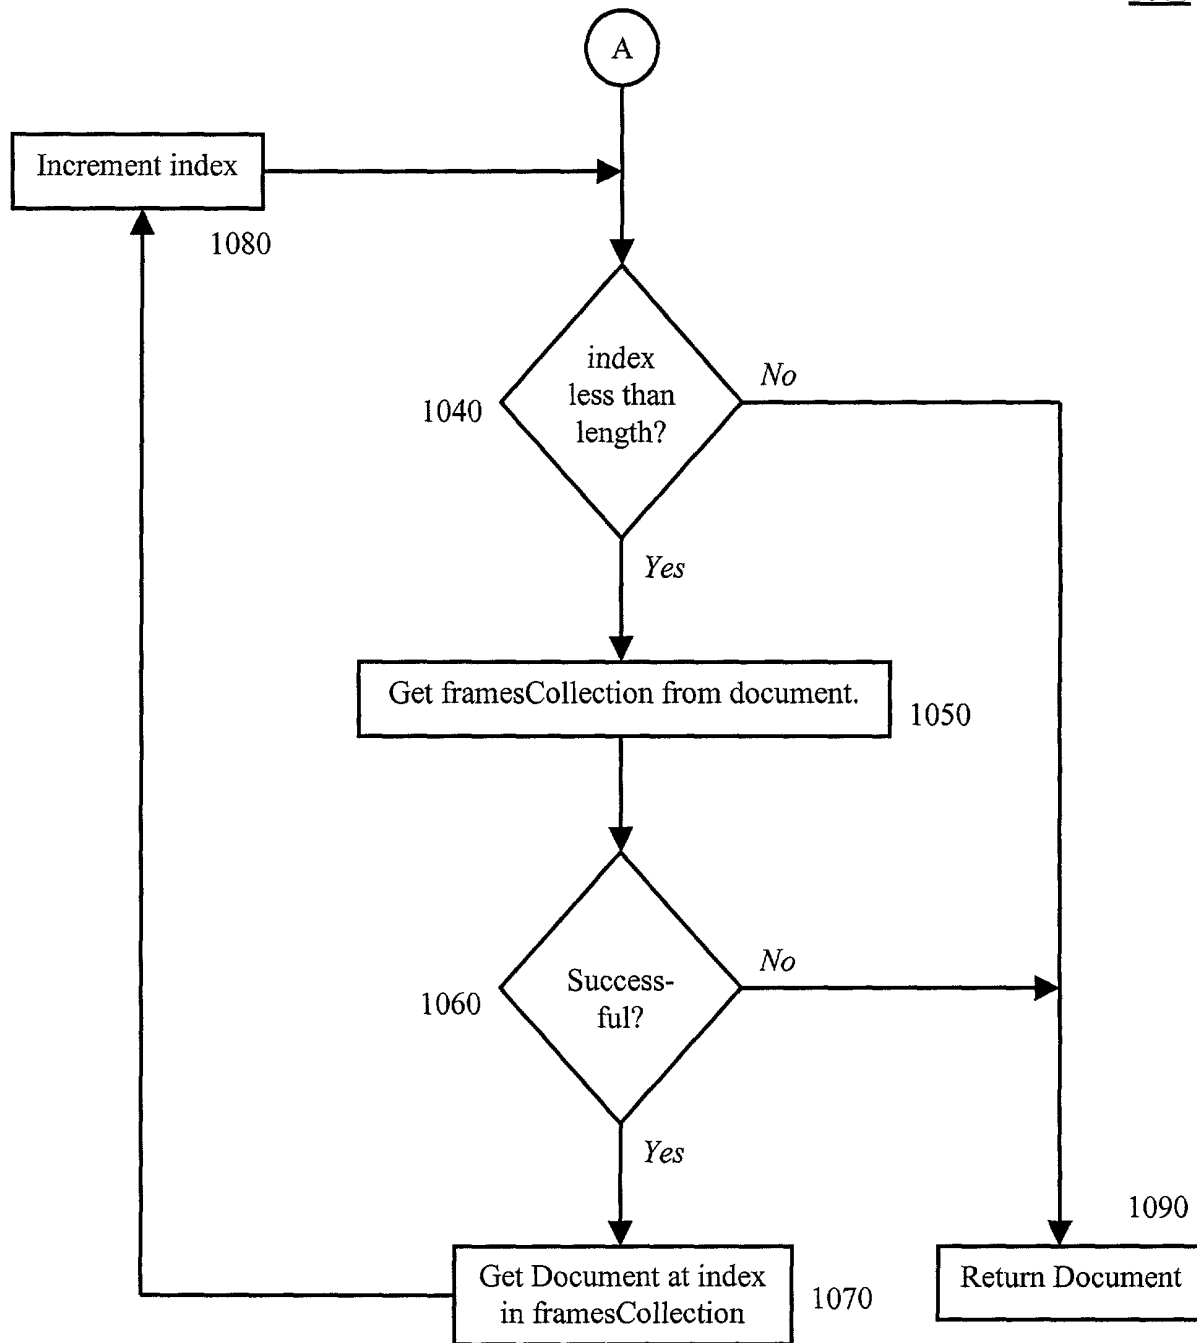 A
Increment index
1080
index
less than
length?
No
1040
Yes
Get framesCollection from document.
1050
Success-
ful?
No
1060
Yes
1090
Get Document at index
in framesCollection
1070
Return Document